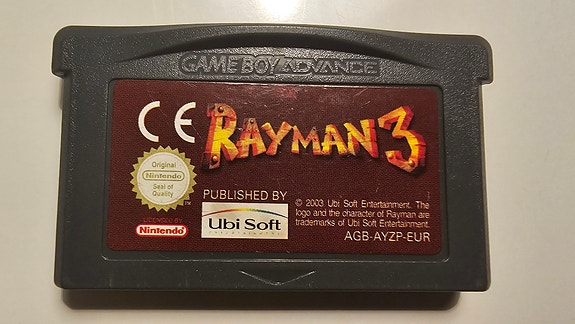 GAME BOY ADVANCE
CE
RAYMAN 3
Original
Nintendo
Seal of
Quality
TM
LICENSED BY
Nintendo
PUBLISHED BY
Ubi Soft
ENTERTAINMENT
© 2003 Ubi Soft Entertainment. The
logo and the character of Rayman are
trademarks of Ubi Soft Entertainment.
AGB-AYZP-EUR